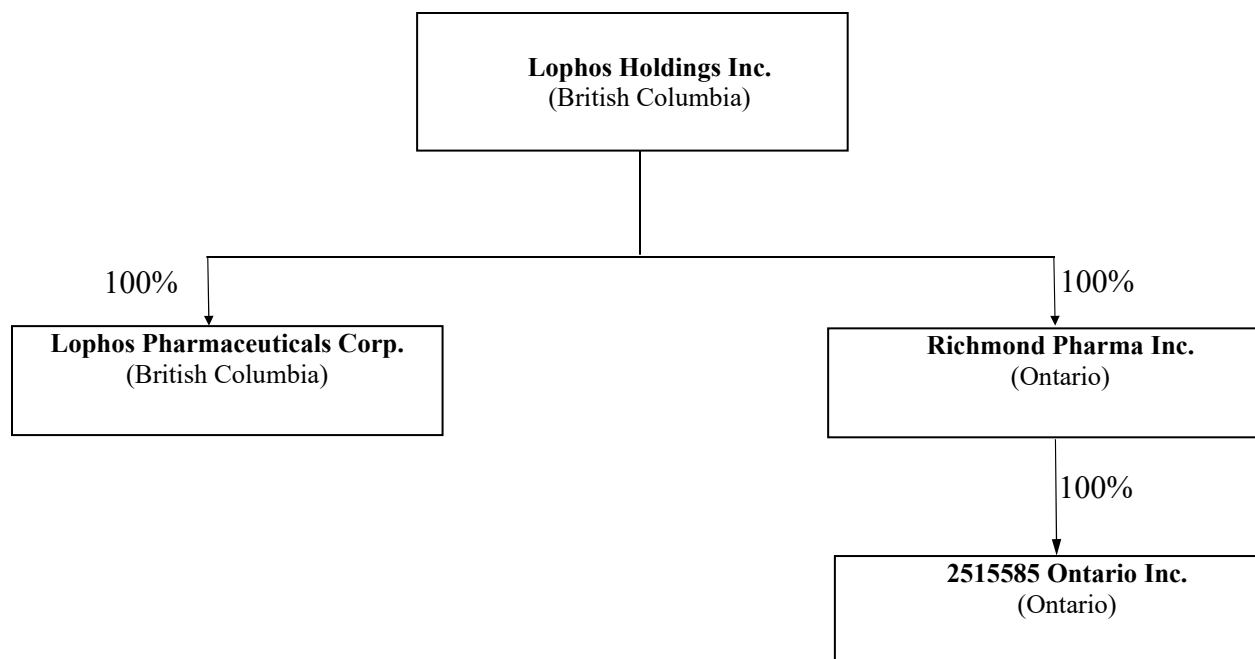 Lophos Holdings Inc.
(British Columbia)
100%
100%
Lophos Pharmaceuticals Corp.
(British Columbia)
Richmond Pharma Inc.
(Ontario)
100%
2515585 Ontario Inc.
(Ontario)